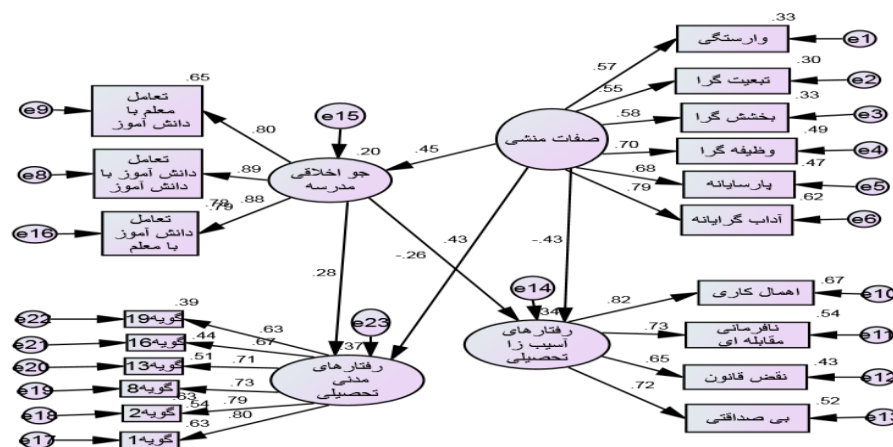 .33
وارستگی
e1
.57
.30
تبعیت گرا
e2
.55
.33
بخشش گرا
e3
.58
.49
وظیفه گرا
e4
.70
.47
پارسایانه
e5
.68
.62
آداب گرایانه
e6
.79
صفات منشی
.45
e15
.20
جو اخلاقی
مدرسه
.65
تعامل
معلم با
دانش آموز
e9
.80
.79
تعامل
دانش آموز با
دانش آموز
e8
.89
.78
تعامل
دانش آموز
با معلم
e16
.88
.28
-.26
.43
-.43
e23
.37
رفتارهای
مدنی
تحصیلی
e14
.34
رفتارهای
آسیب زا
تحصیلی
.39
گویه19
e22
.63
.44
گویه16
e21
.67
.51
گویه13
e20
.71
.54
گویه8
e19
.73
.63
گویه2
e18
.79
.63
گویه1
e17
.80
.67
اهمال کاری
e10
.82
.54
نافرمانی
مقابله ای
e11
.73
.43
نقض قانون
e12
.65
.52
بی صداقتی
e13
.72